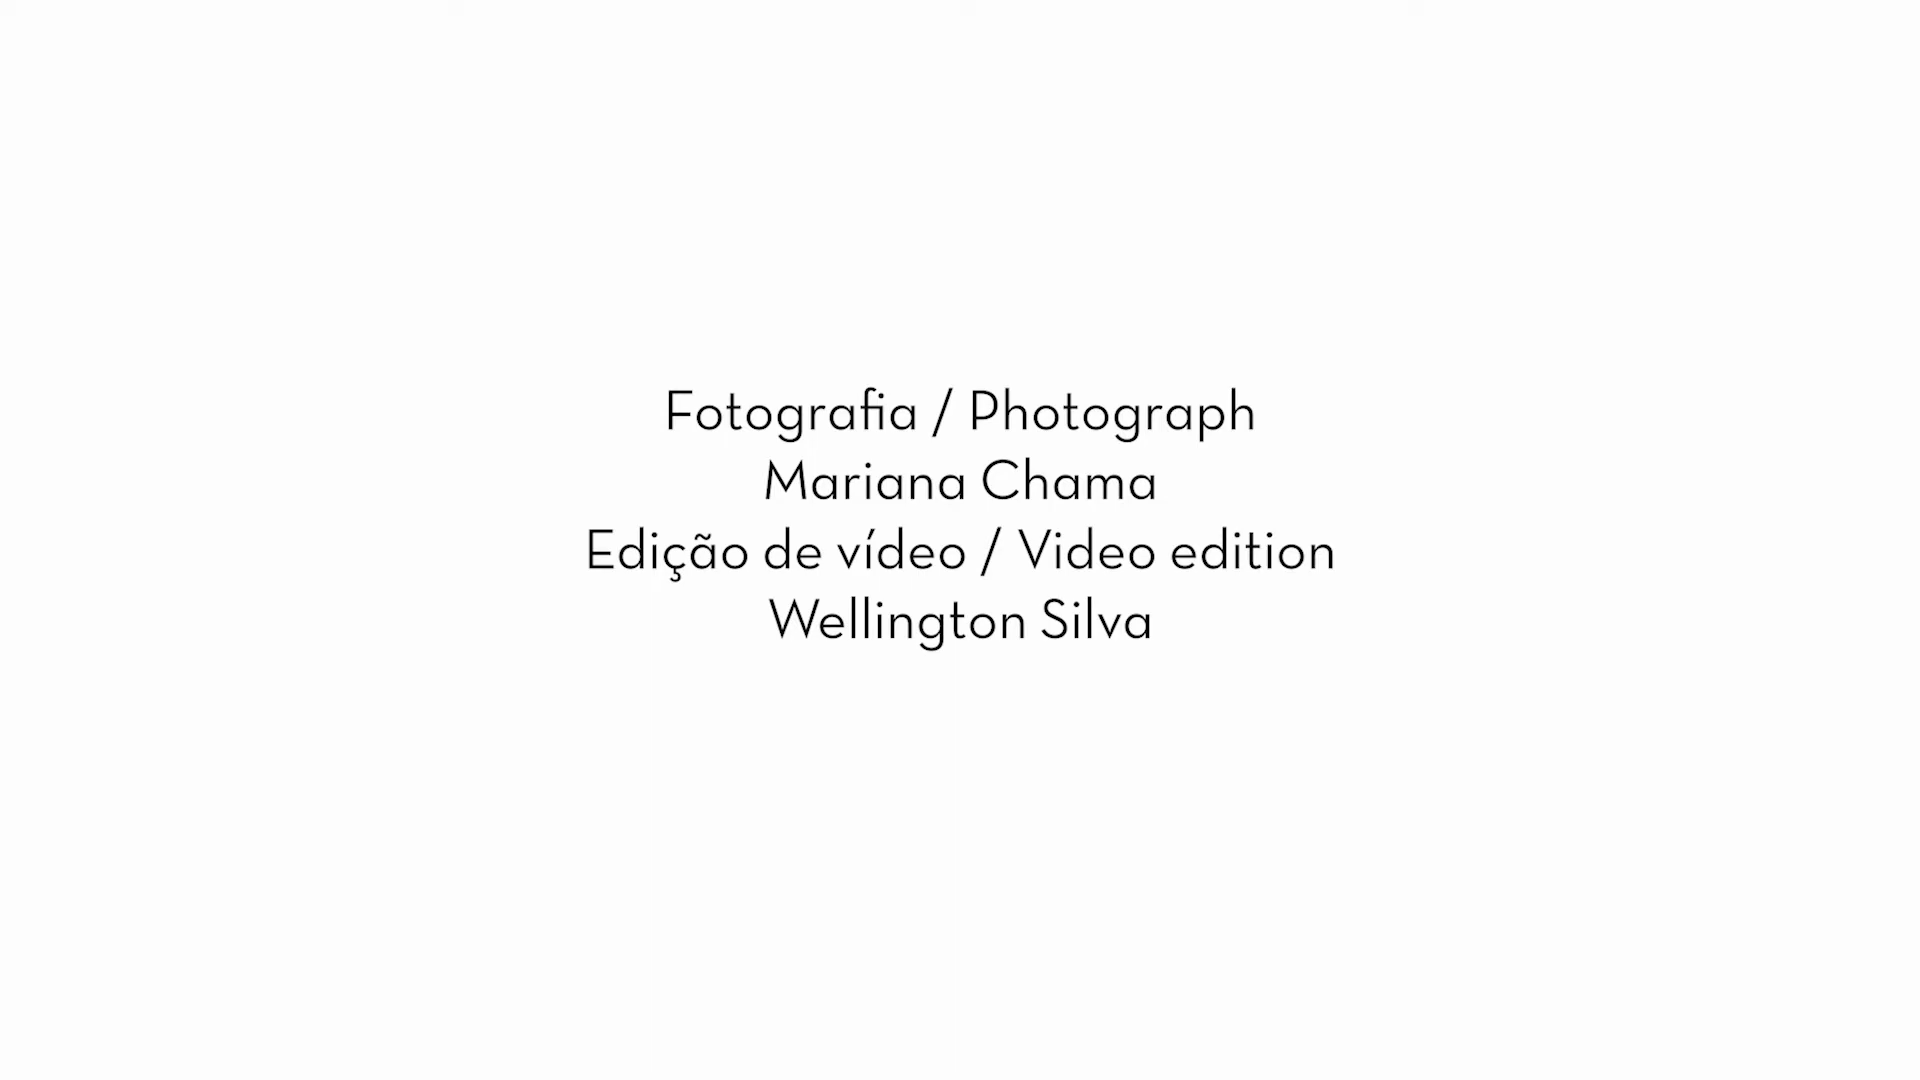 Fotografia / Photograph
Mariana Chama
Edição de vídeo / Video edition
Wellington Silva